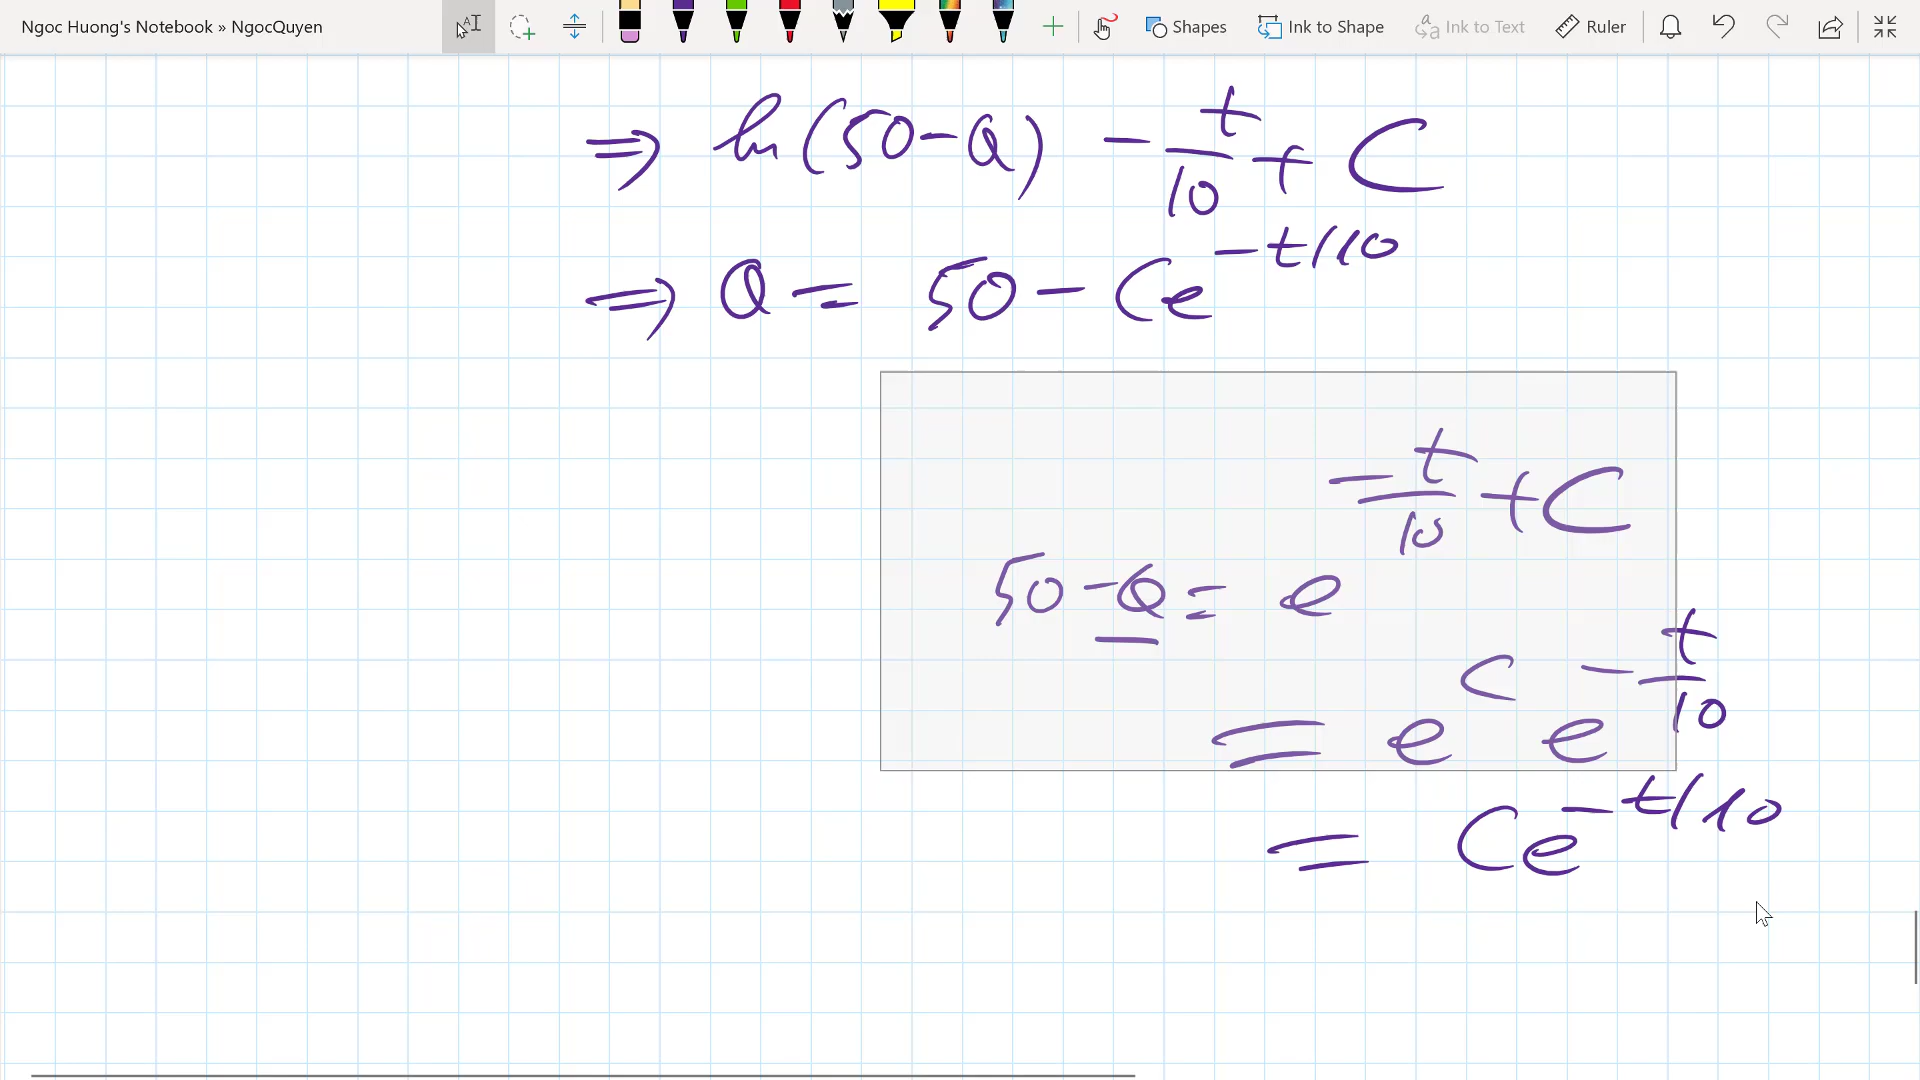 Ngoc Huong's Notebook » NgocQuyen
Shapes Ink to Shape Ink to Text Ruler
⇒ ln(50-Q) -t/10 + C
⇒ Q = 50 - Ce^{-t/10}
50 - Q = e^{-t/10 + C}
= e^{C} e^{-t/10}
= Ce^{-t/10}